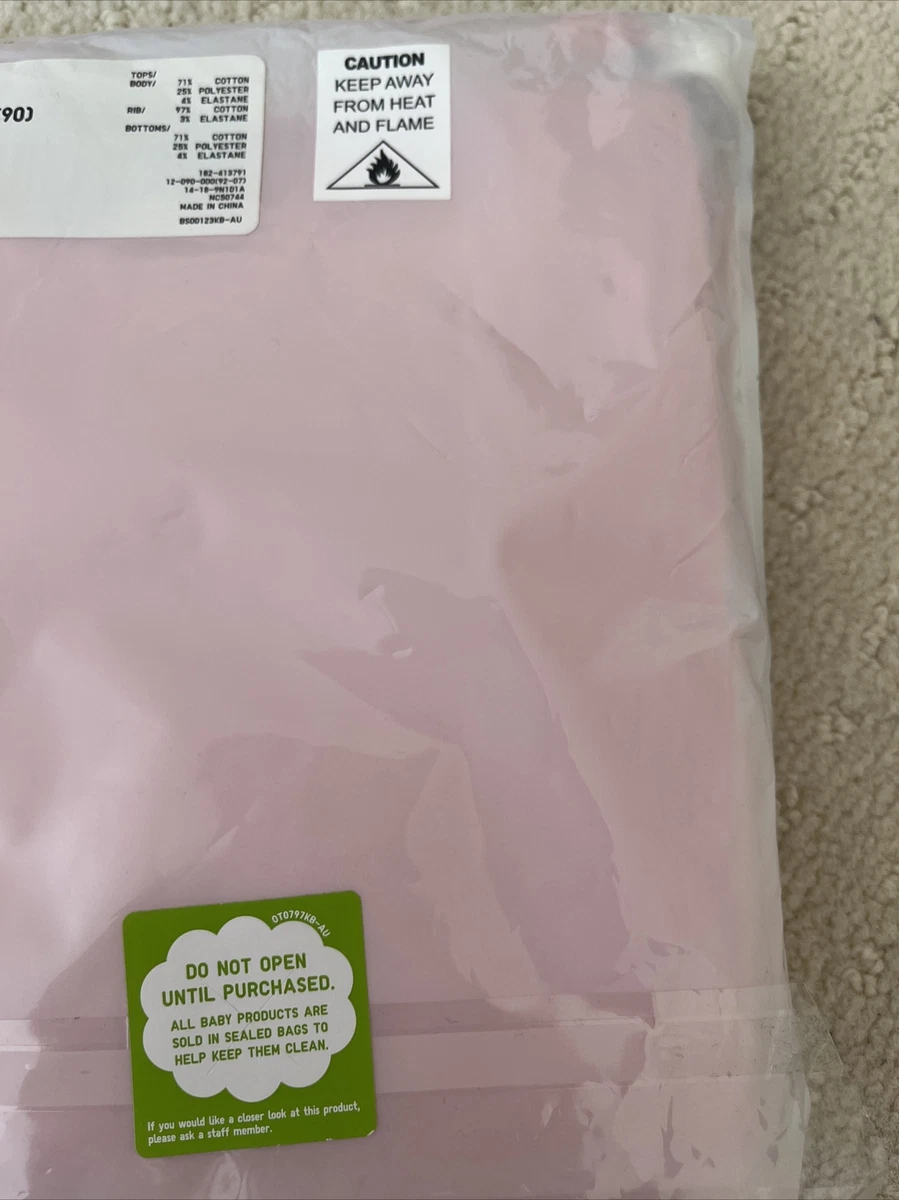 90)
TOPS/
BODY/ 71% COTTON
25% POLYESTER
4% ELASTANE
RIB/ 97% COTTON
3% ELASTANE
BOTTOMS/
71% COTTON
25% POLYESTER
4% ELASTANE
182-413791
12-090-000(92-07)
14-18-9N101A
NC50744
MADE IN CHINA
BS00123KB-AU
CAUTION
KEEP AWAY
FROM HEAT
AND FLAME
OT0797KB-AU
DO NOT OPEN
UNTIL PURCHASED.
ALL BABY PRODUCTS ARE
SOLD IN SEALED BAGS TO
HELP KEEP THEM CLEAN.
If you would like a closer look at this product,
please ask a staff member.